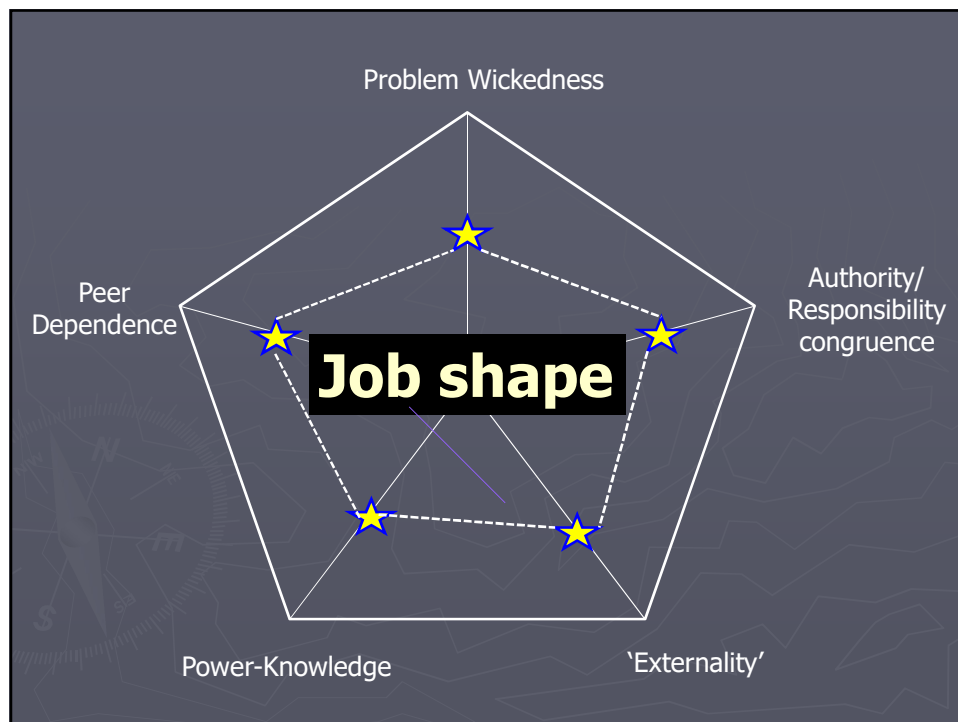 Problem Wickedness
Authority/
Responsibility
congruence
Peer
Dependence
Job shape
N
E
S
Power-Knowledge
‘Externality’